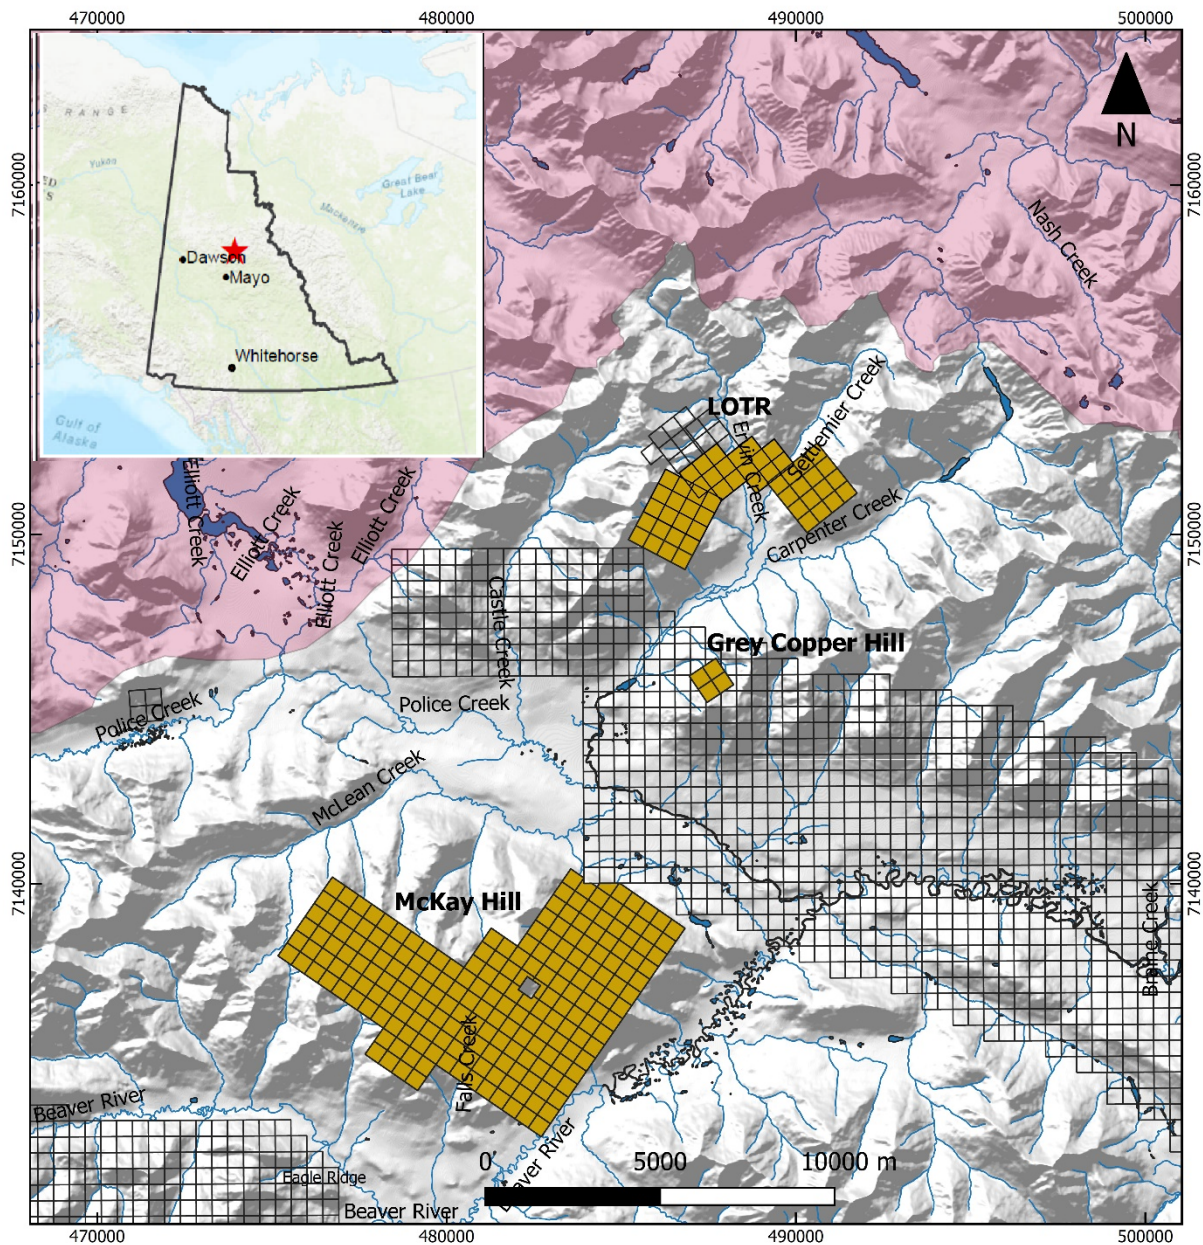 470000
480000
490000
500000
7160000
7160000
N
RANGE
Yukon
Great Bear
Lake
Mackenzie
Dawson
Mayo
Whitehorse
Gulf of
Alaska
Nash Creek
LOTR
Ervin Creek
Settlemier Creek
Carpenter Creek
7150000
7150000
Elliott Creek
Elliott Creek
Elliott Creek
Elliott Creek
Castle Creek
Grey Copper Hill
Police Creek
Police Creek
McLean Creek
7140000
7140000
McKay Hill
Braine Creek
Falls Creek
Beaver River
Beaver River
Eagle Ridge
Beaver River
0
5000
10000 m
470000
480000
490000
500000